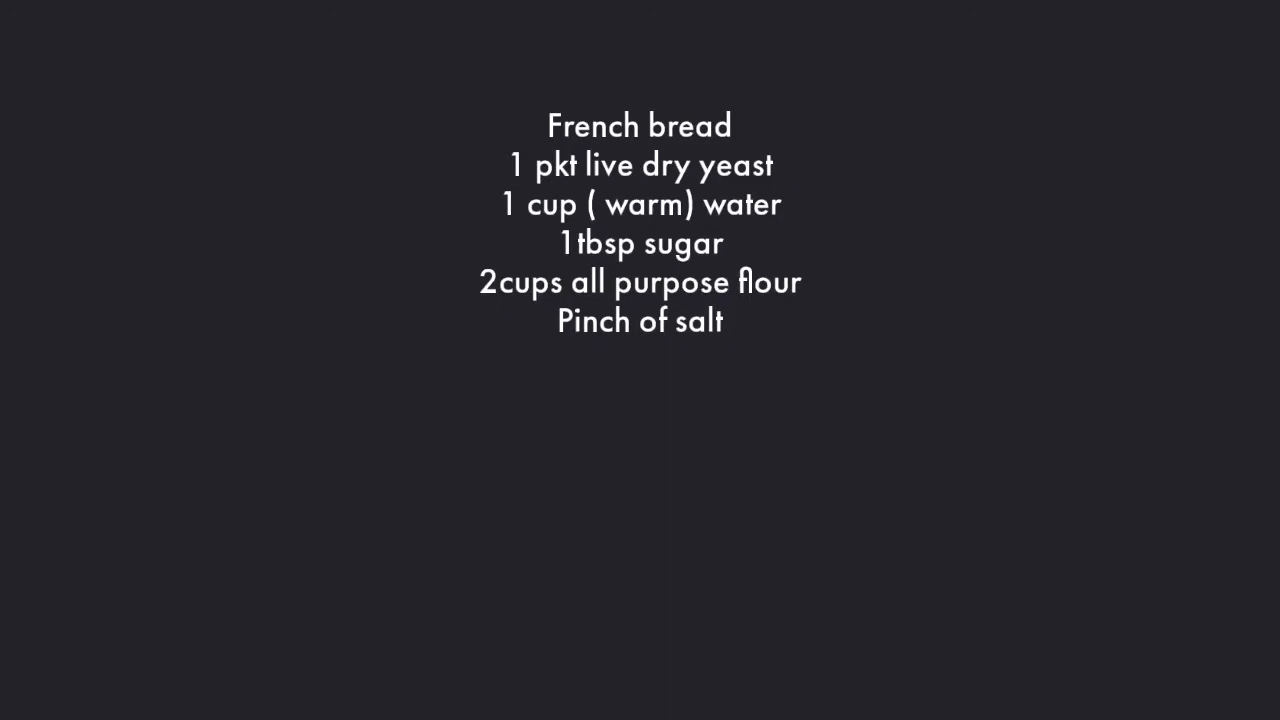 French bread
1 pkt live dry yeast
1 cup ( warm) water
1tbsp sugar
2cups all purpose flour
Pinch of salt